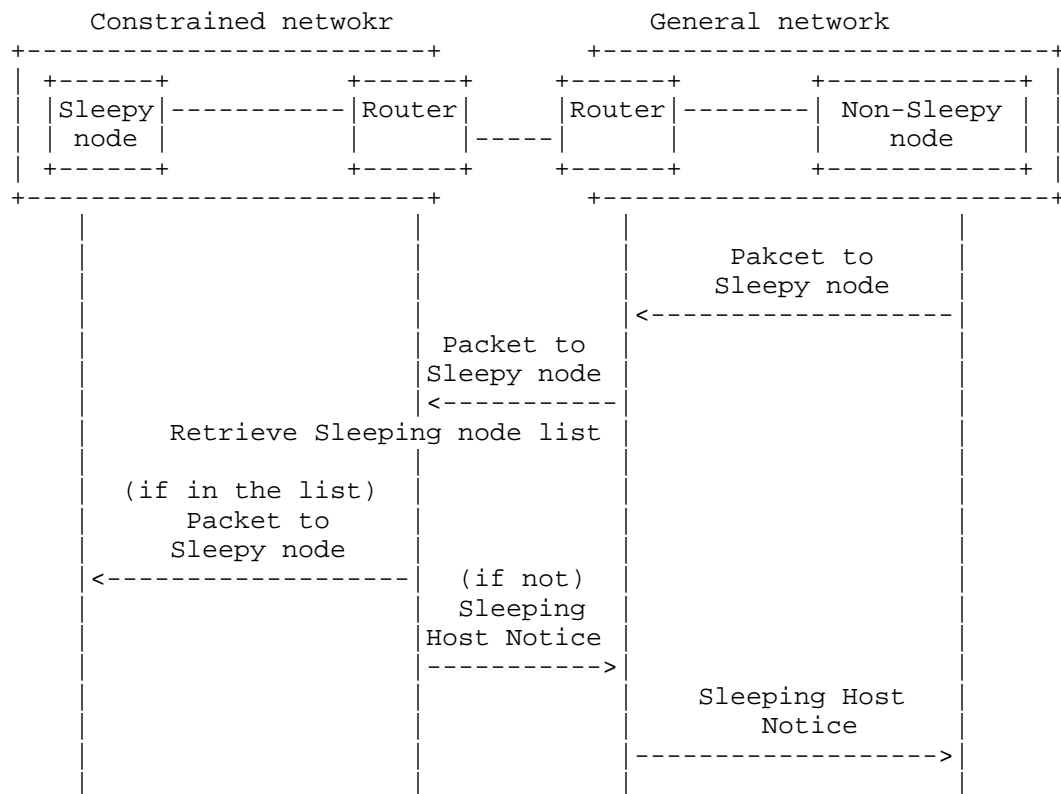 Constrained netwokr General network
Sleepy Router Router Non-Sleepy
node node
Pakcet to
Sleepy node
Packet to
Sleepy node
Retrieve Sleeping node list
(if in the list)
Packet to
Sleepy node
(if not)
Sleeping
Host Notice
Sleeping Host
Notice